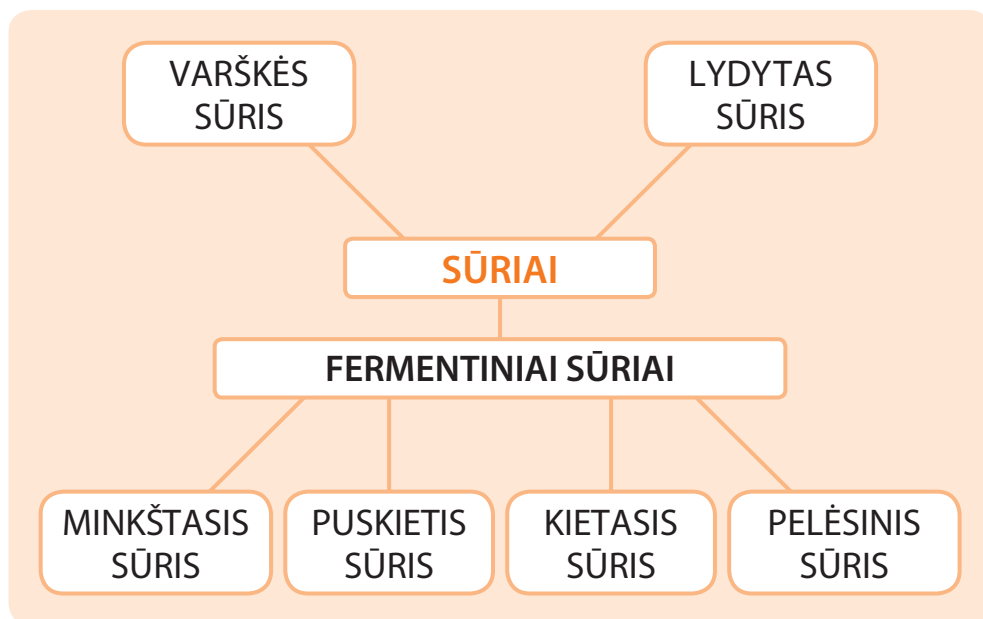 VARŠKĖS
SŪRIS
LYDYTAS
SŪRIS
SŪRIAI
FERMENTINIAI SŪRIAI
MINKŠTASIS
SŪRIS
PUSKIETIS
SŪRIS
KIETASIS
SŪRIS
PELĖSINIS
SŪRIS